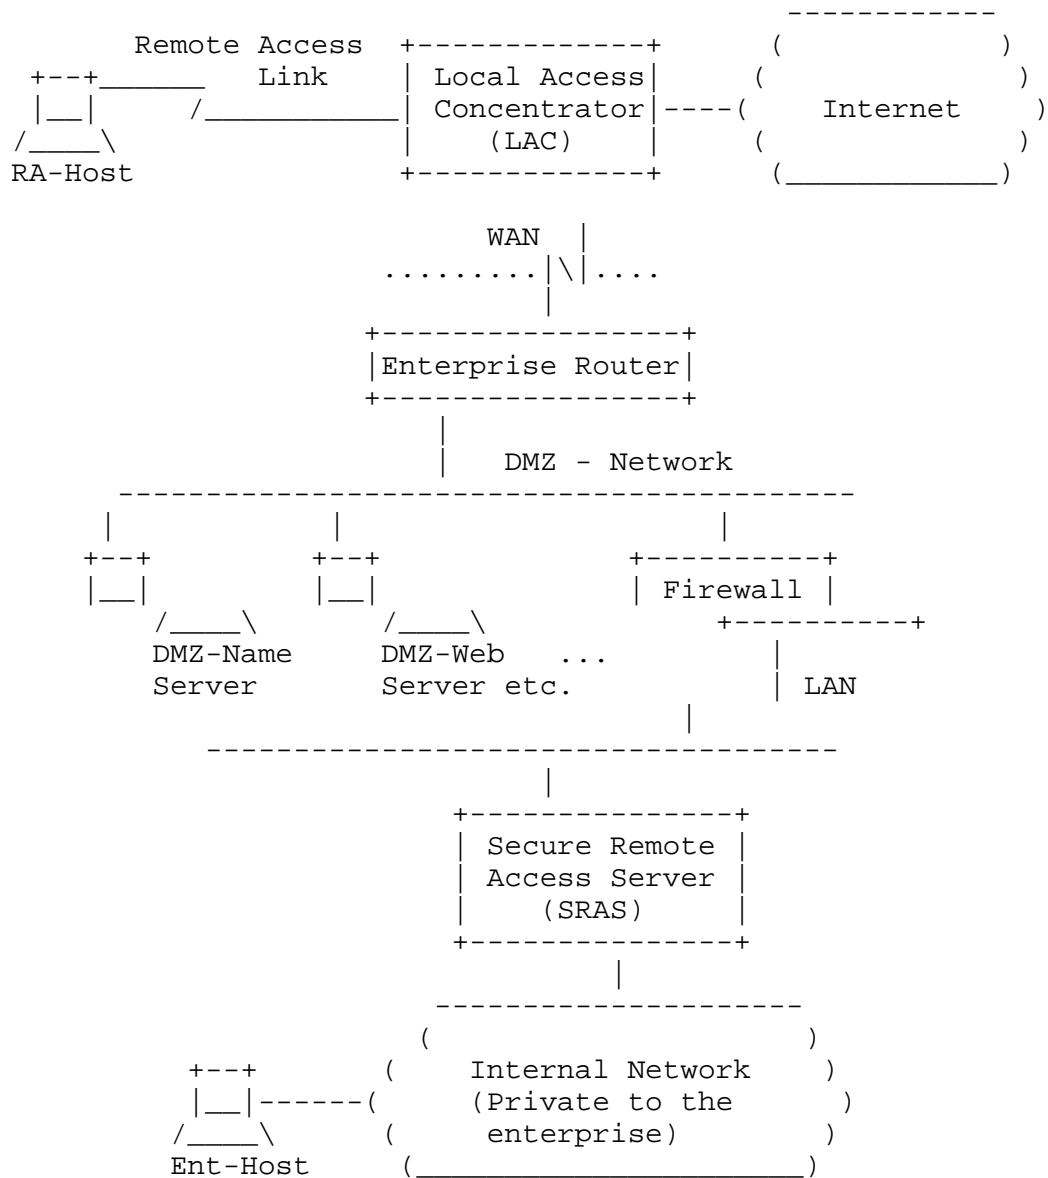 Remote Access
Link
Local Access
Concentrator
(LAC)
Internet
RA-Host
WAN
Enterprise Router
DMZ - Network
Firewall
DMZ-Name
Server
DMZ-Web
Server etc.
...
LAN
Secure Remote
Access Server
(SRAS)
Internal Network
(Private to the
enterprise)
Ent-Host